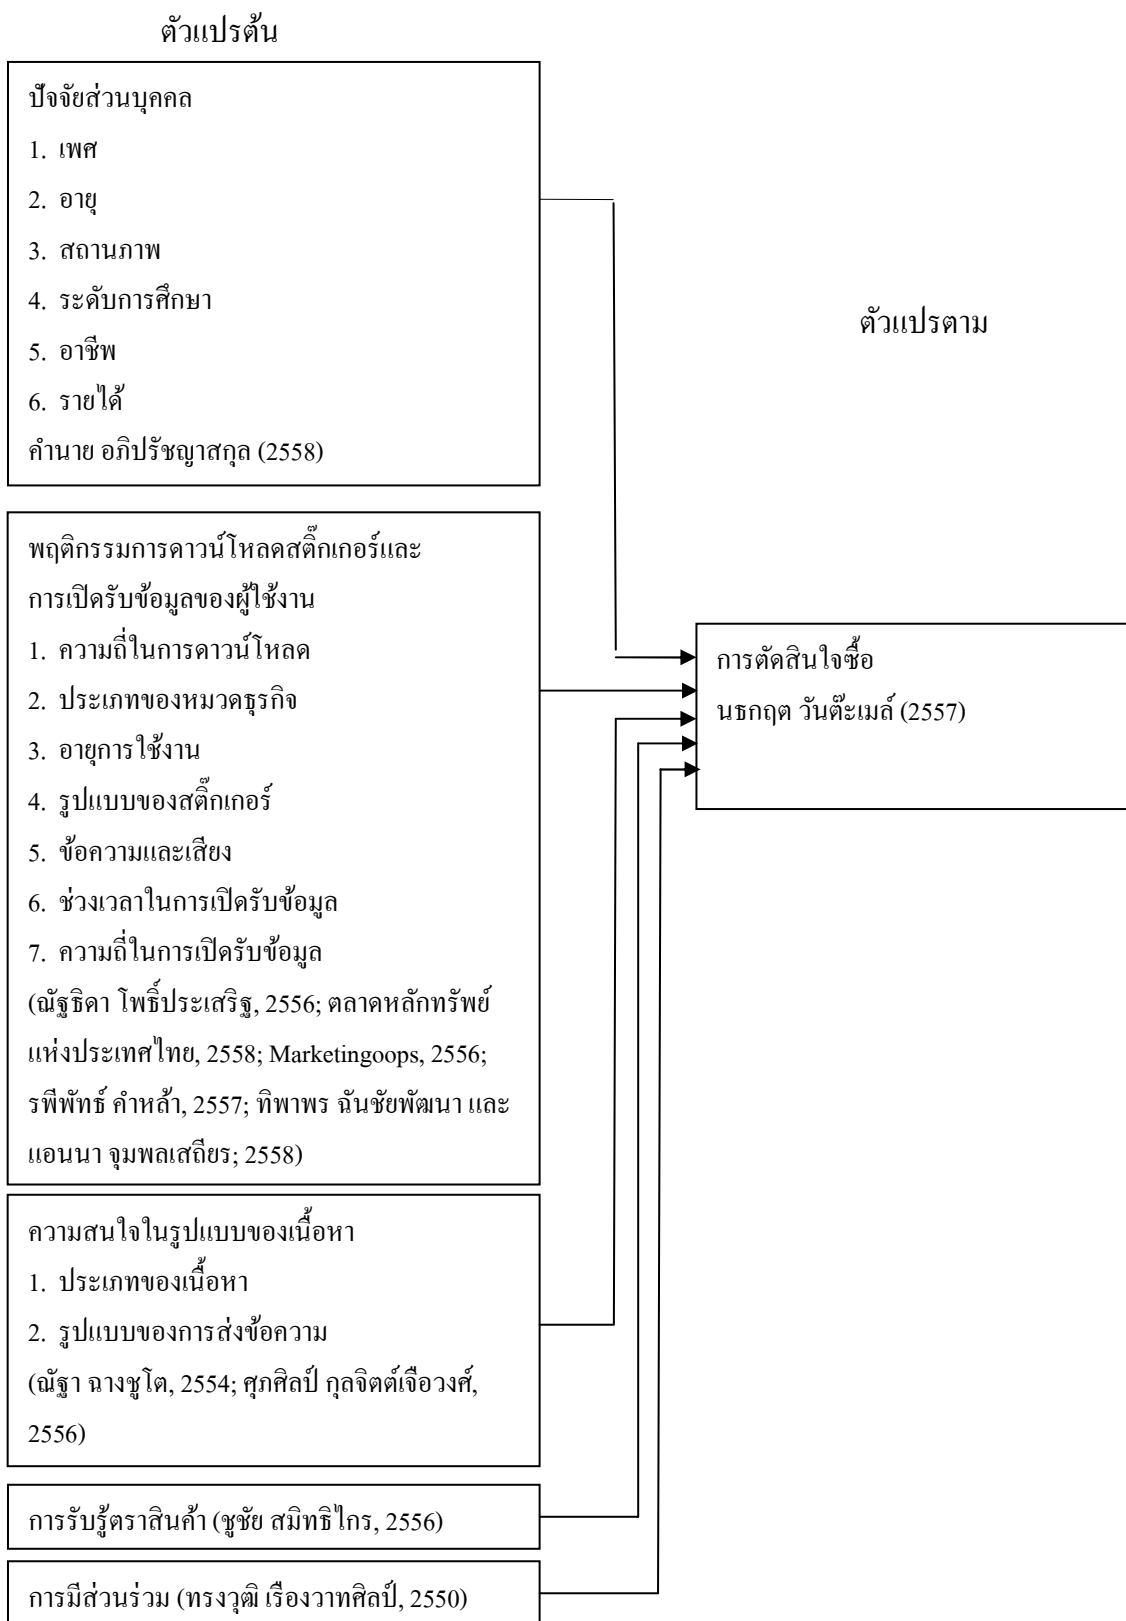 ตัวแปรต้น
ปัจจัยส่วนบุคคล
1. เพศ
2. อายุ
3. สถานภาพ
4. ระดับการศึกษา
5. อาชีพ
6. รายได้
คำนาย อภิปรัชญาสกุล (2558)
ตัวแปรตาม
พฤติกรรมการดาวน์โหลดสติ๊กเกอร์และ
การเปิดรับข้อมูลของผู้ใช้งาน
1. ความถี่ในการดาวน์โหลด
2. ประเภทของหมวดธุรกิจ
3. อายุการใช้งาน
4. รูปแบบของสติ๊กเกอร์
5. ข้อความและเสียง
6. ช่วงเวลาในการเปิดรับข้อมูล
7. ความถี่ในการเปิดรับข้อมูล
(ณัฐธิดา โพธิ์ประเสริฐ, 2556; ตลาดหลักทรัพย์
แห่งประเทศไทย, 2558; Marketingoops, 2556;
รพีพัทธ์ คำหล้า, 2557; ทิพาพร ฉันชัยพัฒนา และ
แอนนา จุมพลเสถียร; 2558)
การตัดสินใจซื้อ
นธกฤต วันต๊ะเมล์ (2557)
ความสนใจในรูปแบบของเนื้อหา
1. ประเภทของเนื้อหา
2. รูปแบบของการส่งข้อความ
(ณัฐา ฉางชูโต, 2554; ศุภศิลป์ กุลจิตต์เจือวงศ์,
2556)
การรับรู้ตราสินค้า (ชูชัย สมิทธิไกร, 2556)
การมีส่วนร่วม (ทรงวุฒิ เรืองวาทศิลป์, 2550)